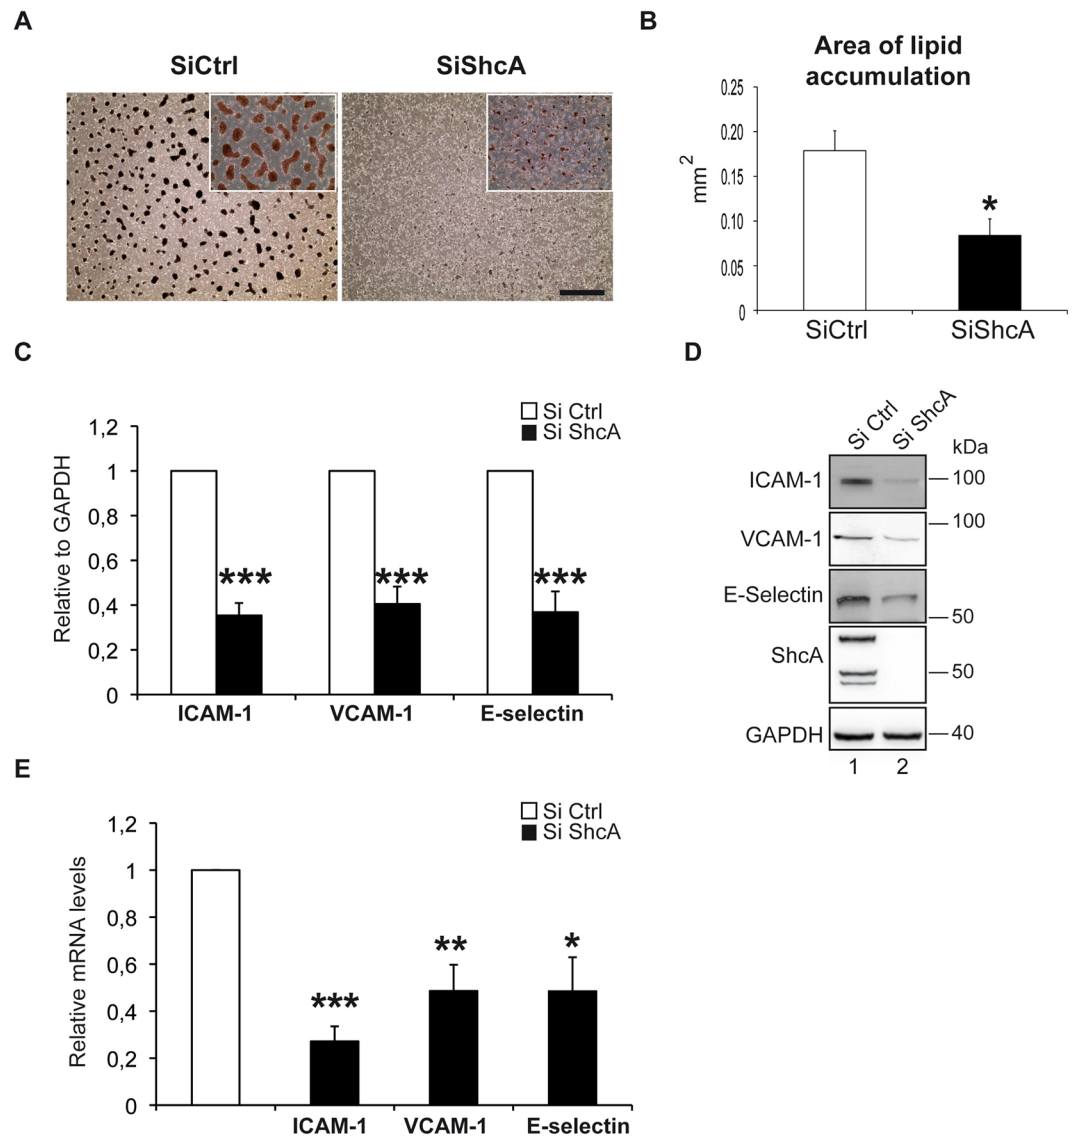 A
SiCtrl
SiShcA
B
Area of lipid
accumulation
mm2
0.25
0.20
0.15
0.10
0.05
0
*
SiCtrl
SiShcA
C
Si Ctrl
Si ShcA
Relative to GAPDH
1,2
1
0,8
0,6
0,4
0,2
0
***
***
***
ICAM-1
VCAM-1
E-selectin
D
Si Ctrl
Si ShcA
kDa
ICAM-1
100
VCAM-1
100
E-Selectin
50
ShcA
50
GAPDH
40
1
2
E
Si Ctrl
Si ShcA
Relative mRNA levels
1,2
1
0,8
0,6
0,4
0,2
0
***
**
*
ICAM-1
VCAM-1
E-selectin